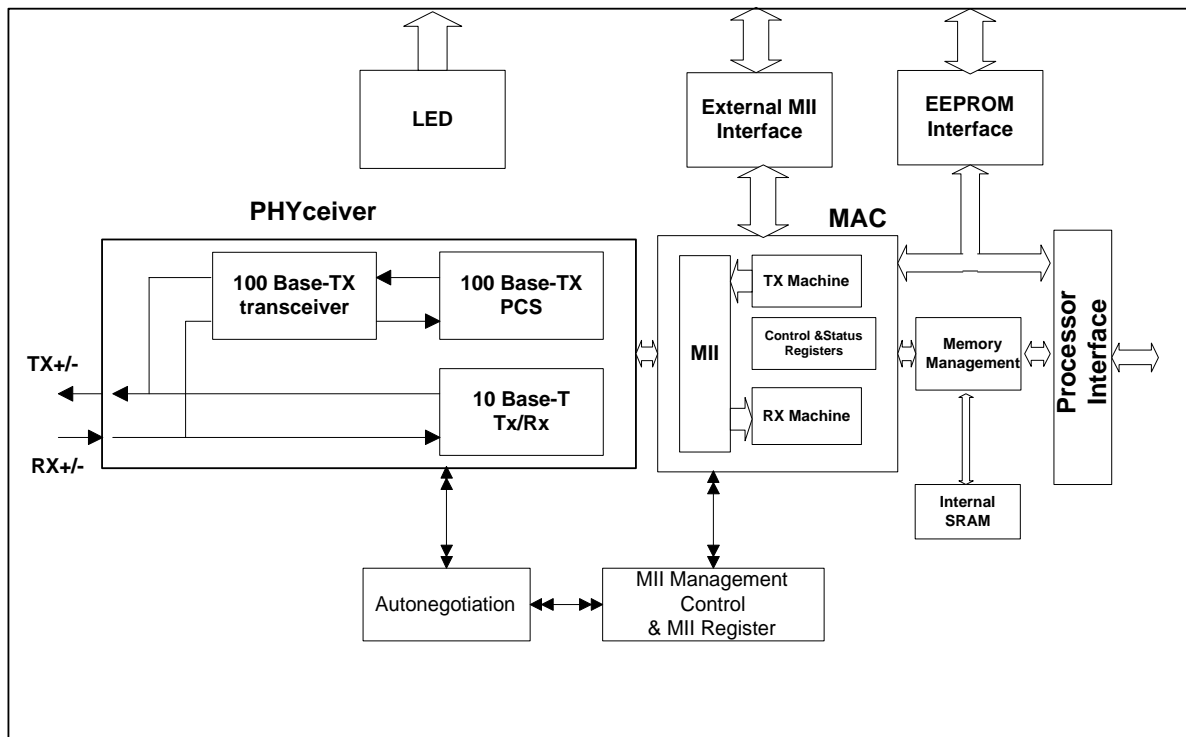 LED
External MII
Interface
EEPROM
Interface
PHYceiver
MAC
100 Base-TX
transceiver
100 Base-TX
PCS
TX Machine
MII
Control &Status
Registers
Memory
Management
Processor
Interface
TX+/-
10 Base-T
Tx/Rx
RX Machine
RX+/-
Internal
SRAM
Autonegotiation
MII Management
Control
& MII Register